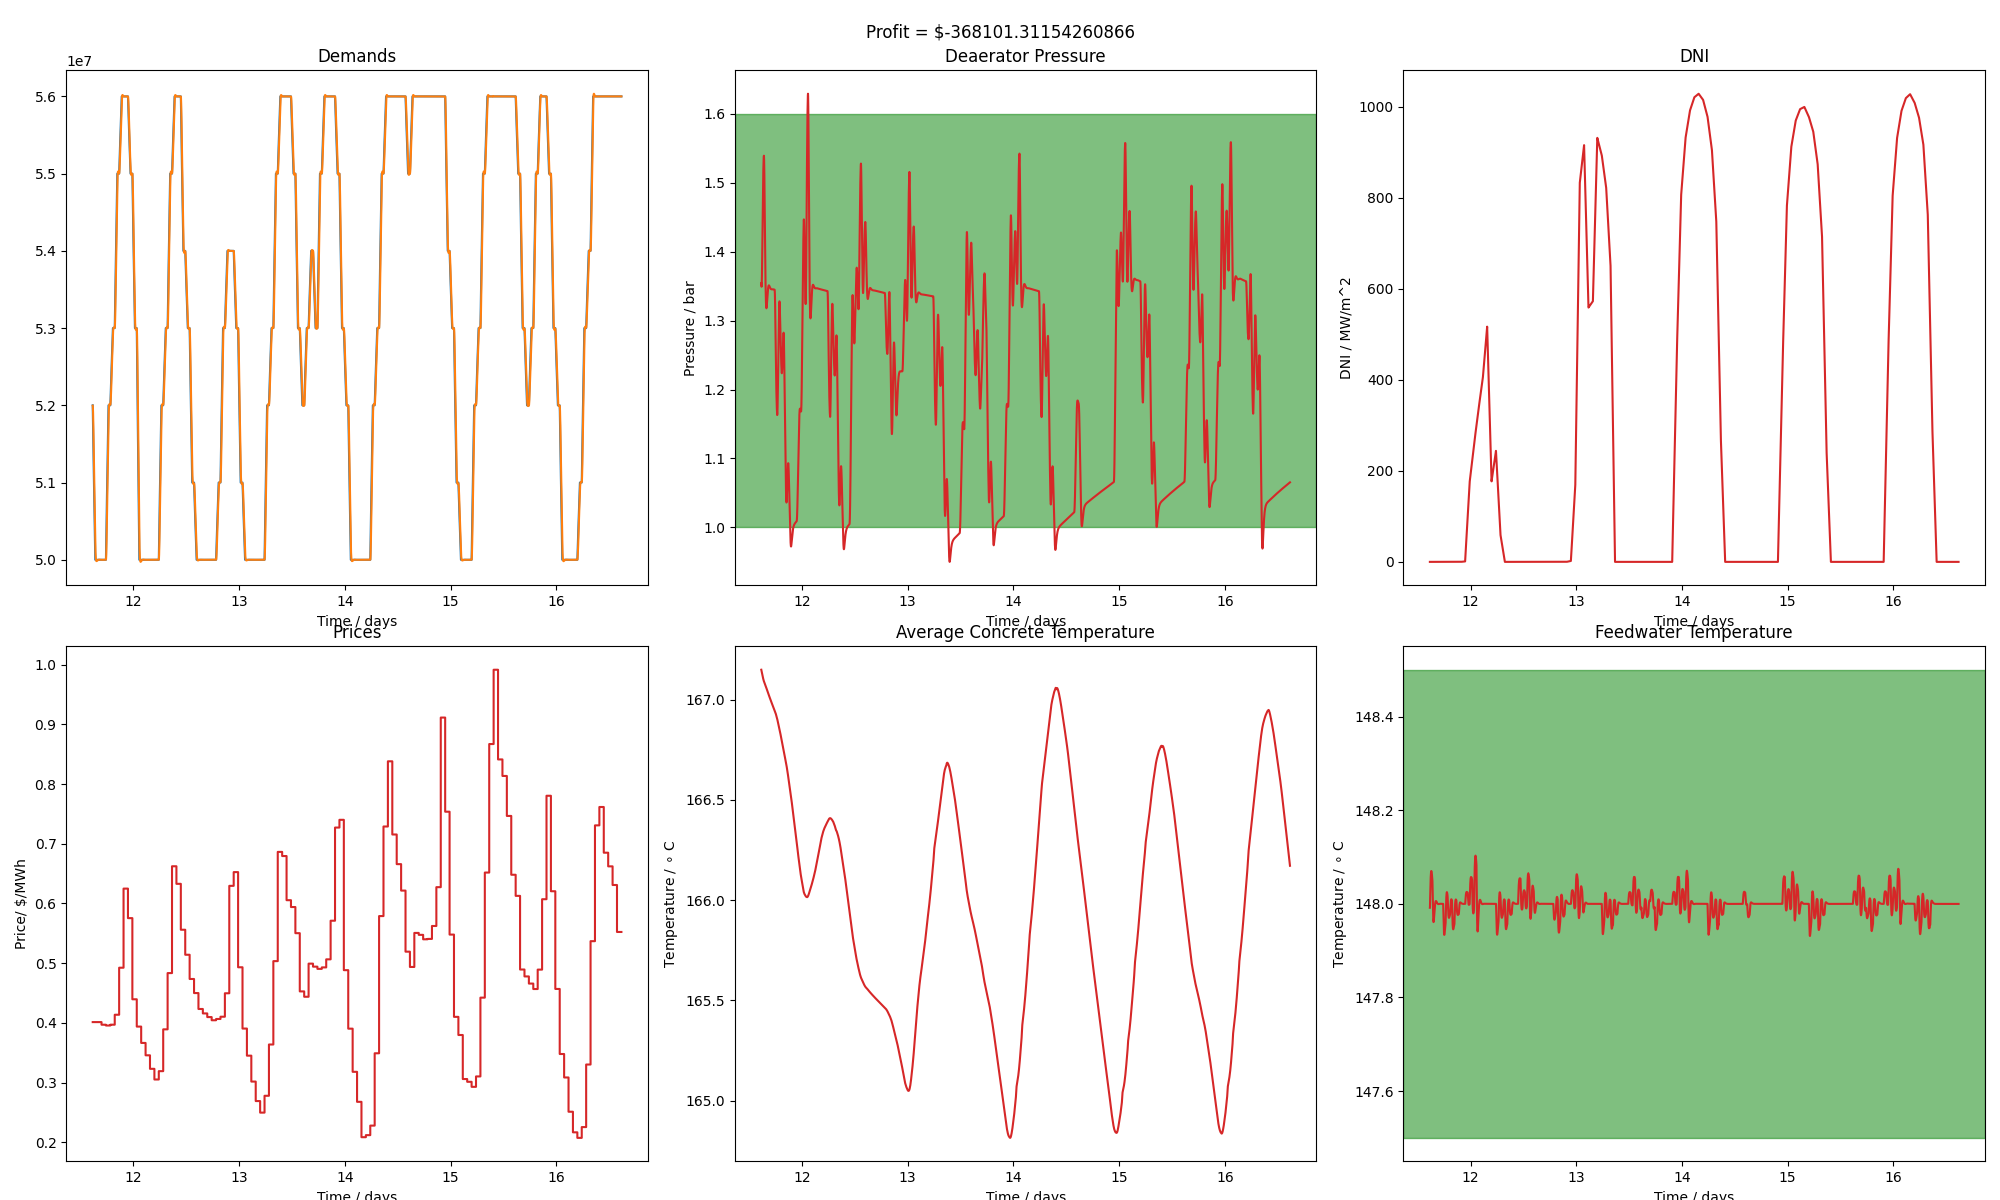 Profit = $-368101.31154260866
Demands
1e7
5.6
5.5
5.4
5.3
5.2
5.1
5.0
12 13 14 15 16
Time / days
Deaerator Pressure
Pressure / bar
1.6
1.5
1.4
1.3
1.2
1.1
1.0
12 13 14 15 16
Time / days
DNI
DNI / MW/m^2
1000
800
600
400
200
0
12 13 14 15 16
Time / days
Prices
Price/ $/MWh
1.0
0.9
0.8
0.7
0.6
0.5
0.4
0.3
0.2
12 13 14 15 16
Time / days
Average Concrete Temperature
Temperature / ∘ C
167.0
166.5
166.0
165.5
165.0
12 13 14 15 16
Time / days
Feedwater Temperature
Temperature / ∘ C
148.4
148.2
148.0
147.8
147.6
12 13 14 15 16
Time / days